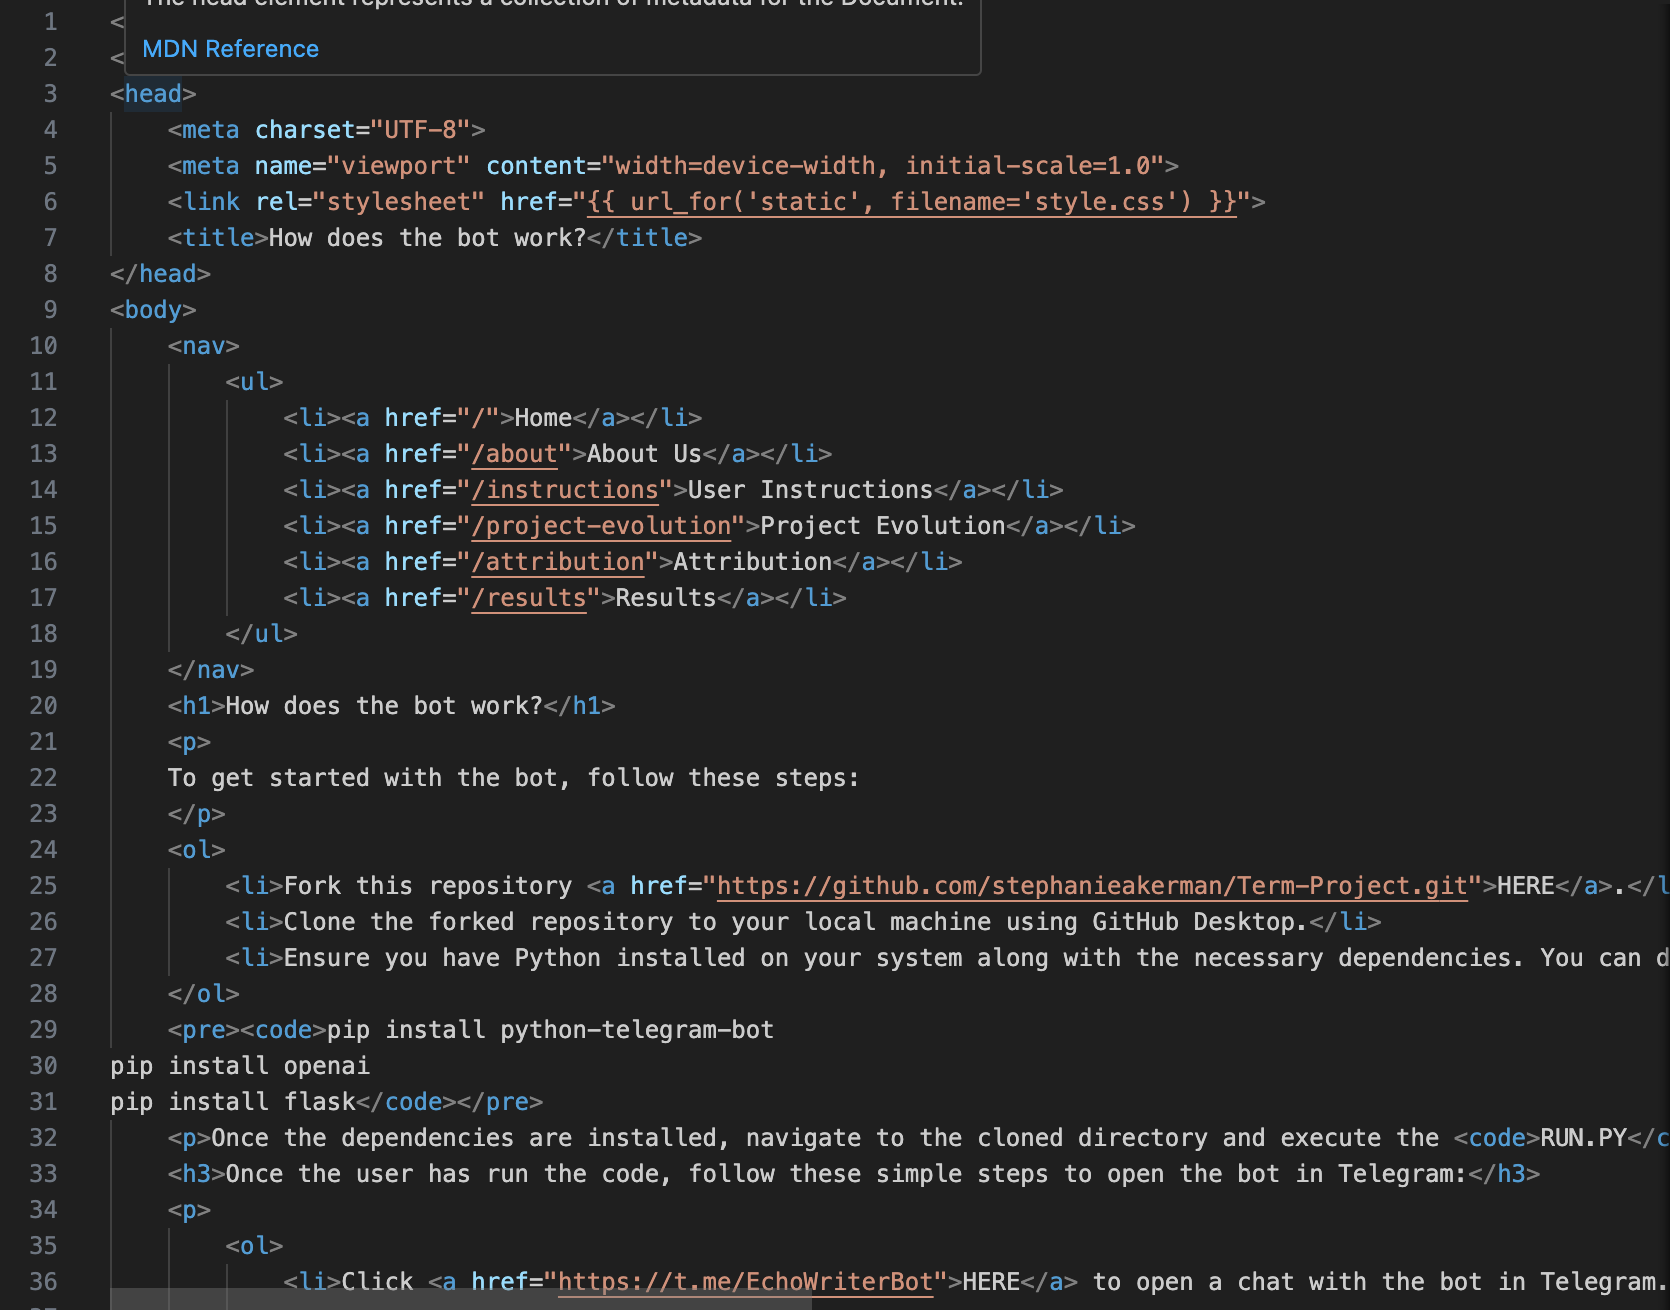 The head element represents a collection of metadata for the Document.
MDN Reference
1 <
2 <
3 <head>
4 <meta charset="UTF-8">
5 <meta name="viewport" content="width=device-width, initial-scale=1.0">
6 <link rel="stylesheet" href="{{ url_for('static', filename='style.css') }}">
7 <title>How does the bot work?</title>
8 </head>
9 <body>
10 <nav>
11 <ul>
12 <li><a href="/">Home</a></li>
13 <li><a href="/about">About Us</a></li>
14 <li><a href="/instructions">User Instructions</a></li>
15 <li><a href="/project-evolution">Project Evolution</a></li>
16 <li><a href="/attribution">Attribution</a></li>
17 <li><a href="/results">Results</a></li>
18 </ul>
19 </nav>
20 <h1>How does the bot work?</h1>
21 <p>
22 To get started with the bot, follow these steps:
23 </p>
24 <ol>
25 <li>Fork this repository <a href="https://github.com/stephanieakerman/Term-Project.git">HERE</a>.</l
26 <li>Clone the forked repository to your local machine using GitHub Desktop.</li>
27 <li>Ensure you have Python installed on your system along with the necessary dependencies. You can d
28 </ol>
29 <pre><code>pip install python-telegram-bot
30 pip install openai
31 pip install flask</code></pre>
32 <p>Once the dependencies are installed, navigate to the cloned directory and execute the <code>RUN.PY</c
33 <h3>Once the user has run the code, follow these simple steps to open the bot in Telegram:</h3>
34 <p>
35 <ol>
36 <li>Click <a href="https://t.me/EchoWriterBot">HERE</a> to open a chat with the bot in Telegram.